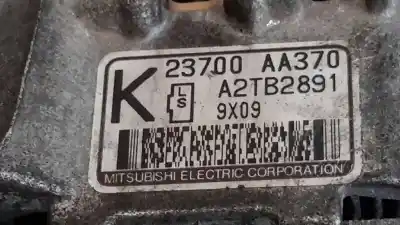 K
23700 AA370
S
A2TB2891
9X09
MITSUBISHI ELECTRIC CORPORATION